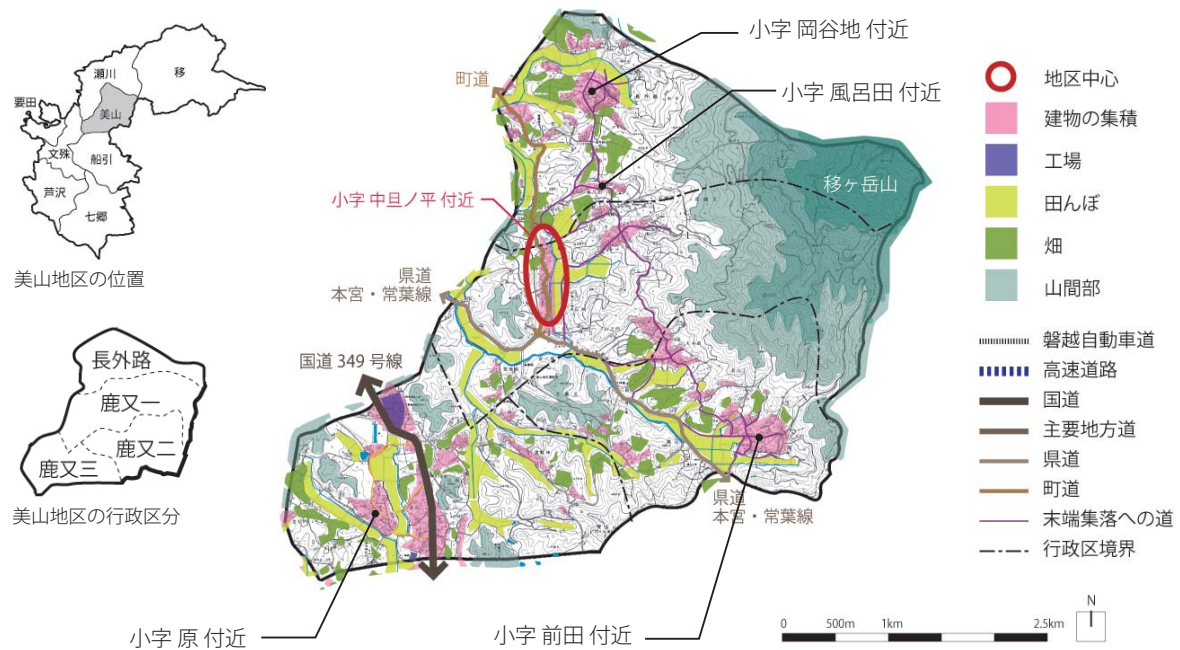 瀬川
移
要田
美山
文殊
船引
芦沢
七郷
美山地区の位置
長外路
鹿又一
鹿又二
鹿又三
美山地区の行政区分
小字 岡谷地 付近
町道
小字 風呂田 付近
移ヶ岳山
小字 中旦ノ平 付近
県道
本宮・常葉線
国道 349 号線
県道
本宮・常葉線
小字 原 付近
小字 前田 付近
地区中心
建物の集積
工場
田んぼ
畑
山間部
磐越自動車道
高速道路
国道
主要地方道
県道
町道
末端集落への道
行政区境界
0 500m 1km 2.5km
N